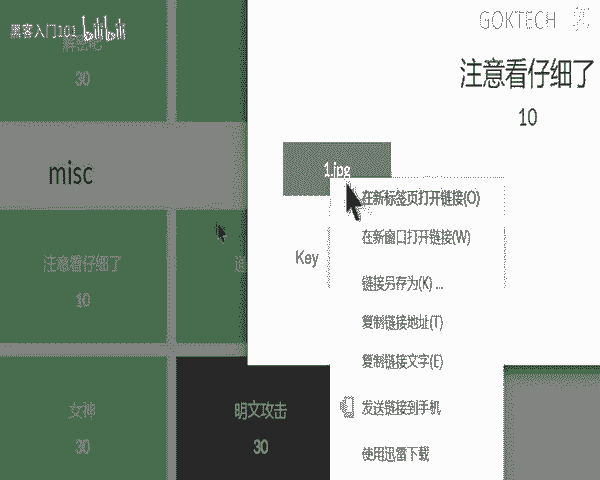 黑客入门101 bilibili
解密吧
30
misc
注意看仔细了
10
女神
30
明文攻击
30
GOKTECH
注意看仔细了
10
1.jpg
Key
在新标签页打开链接(O)
在新窗口打开链接(W)
链接另存为(K) ...
复制链接地址(T)
复制链接文字(E)
发送链接到手机
使用迅雷下载